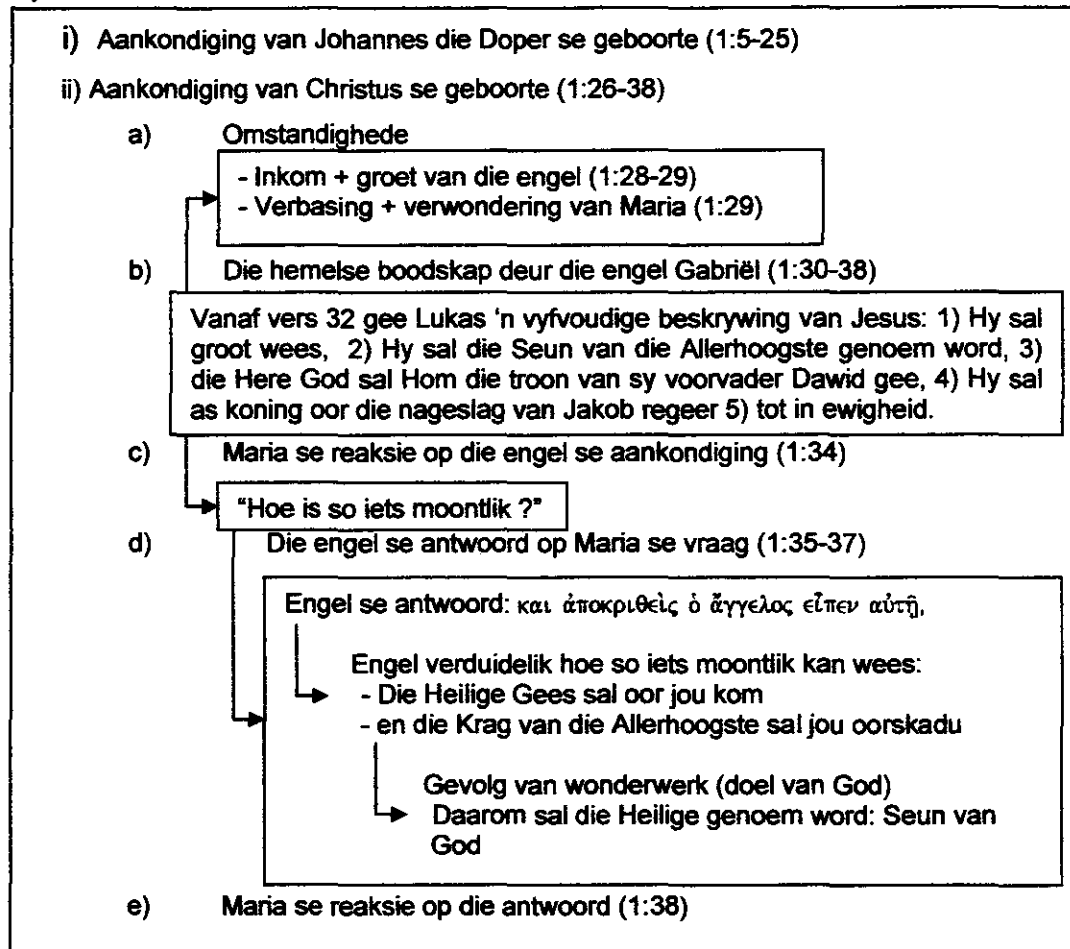 i) Aankondiging van Johannes die Doper se geboorte (1:5-25)
ii) Aankondiging van Christus se geboorte (1:26-38)
a) Omstandighede
- Inkom + groet van die engel (1:28-29)
- Verbasing + verwondering van Maria (1:29)
b) Die hemelse boodskap deur die engel Gabriël (1:30-38)
Vanaf vers 32 gee Lukas ‘n vyfvoudige beskrywing van Jesus: 1) Hy sal
groot wees, 2) Hy sal die Seun van die Allerhoogste genoem word, 3)
die Here God sal Hom die troon van sy voorvader Dawid gee, 4) Hy sal
as koning oor die nageslag van Jakob regeer 5) tot in ewigheid.
c) Maria se reaksie op die engel se aankondiging (1:34)
“Hoe is so iets moontlik ?”
d) Die engel se antwoord op Maria se vraag (1:35-37)
Engel se antwoord: και ἀποκριθεὶς ὁ ἄγγελος εἶπεν αὐτῇ,
Engel verduidelik hoe so iets moontlik kan wees:
- Die Heilige Gees sal oor jou kom
- en die Krag van die Allerhoogste sal jou oorskadu
Gevolg van wonderwerk (doel van God)
Daarom sal die Heilige genoem word: Seun van
God
e) Maria se reaksie op die antwoord (1:38)